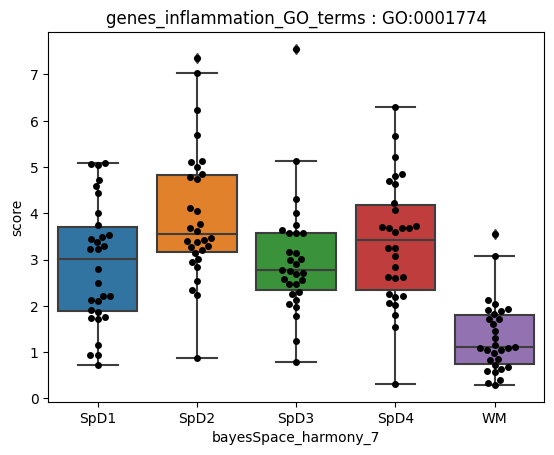 genes_inflammation_GO_terms : GO:0001774
score
7
6
5
4
3
2
1
0
SpD1 SpD2 SpD3 SpD4 WM
bayesSpace_harmony_7